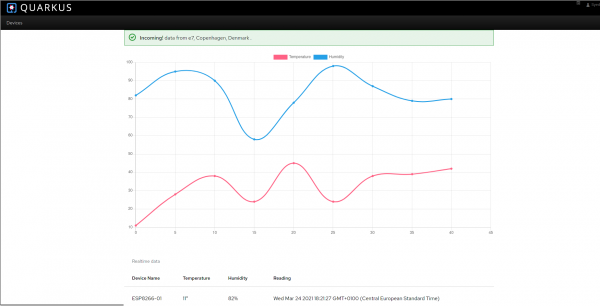 QUARKUS
Devices
Incoming! data from e7, Copenhagen, Denmark.
Temperature Humidity
100
90
80
70
60
50
40
30
20
10
0 5 10 15 20 25 30 35 40 45
Realtime data
Device Name Temperature Humidity Reading
ESP8266-01 11° 82% Wed Mar 24 2021 18:21:27 GMT+0100 (Central European Standard Time)